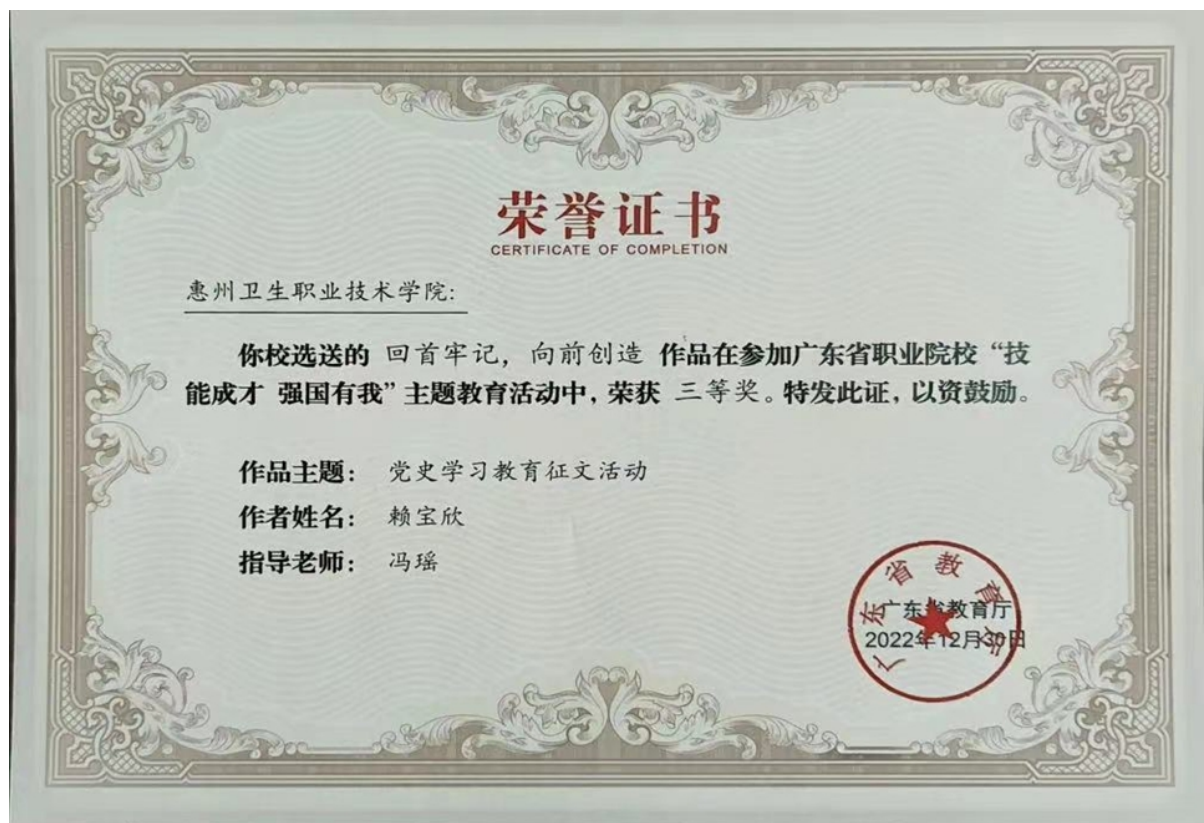 荣誉证书
CERTIFICATE OF COMPLETION
惠州卫生职业技术学院:
你校选送的 回首牢记，向前创造 作品在参加广东省职业院校“技
能成才 强国有我”主题教育活动中，荣获 三等奖。特发此证，以资鼓励。
作品主题： 党史学习教育征文活动
作者姓名： 赖宝欣
指导老师： 冯瑶
广东省教育厅
广东省教育厅
2022年12月30日